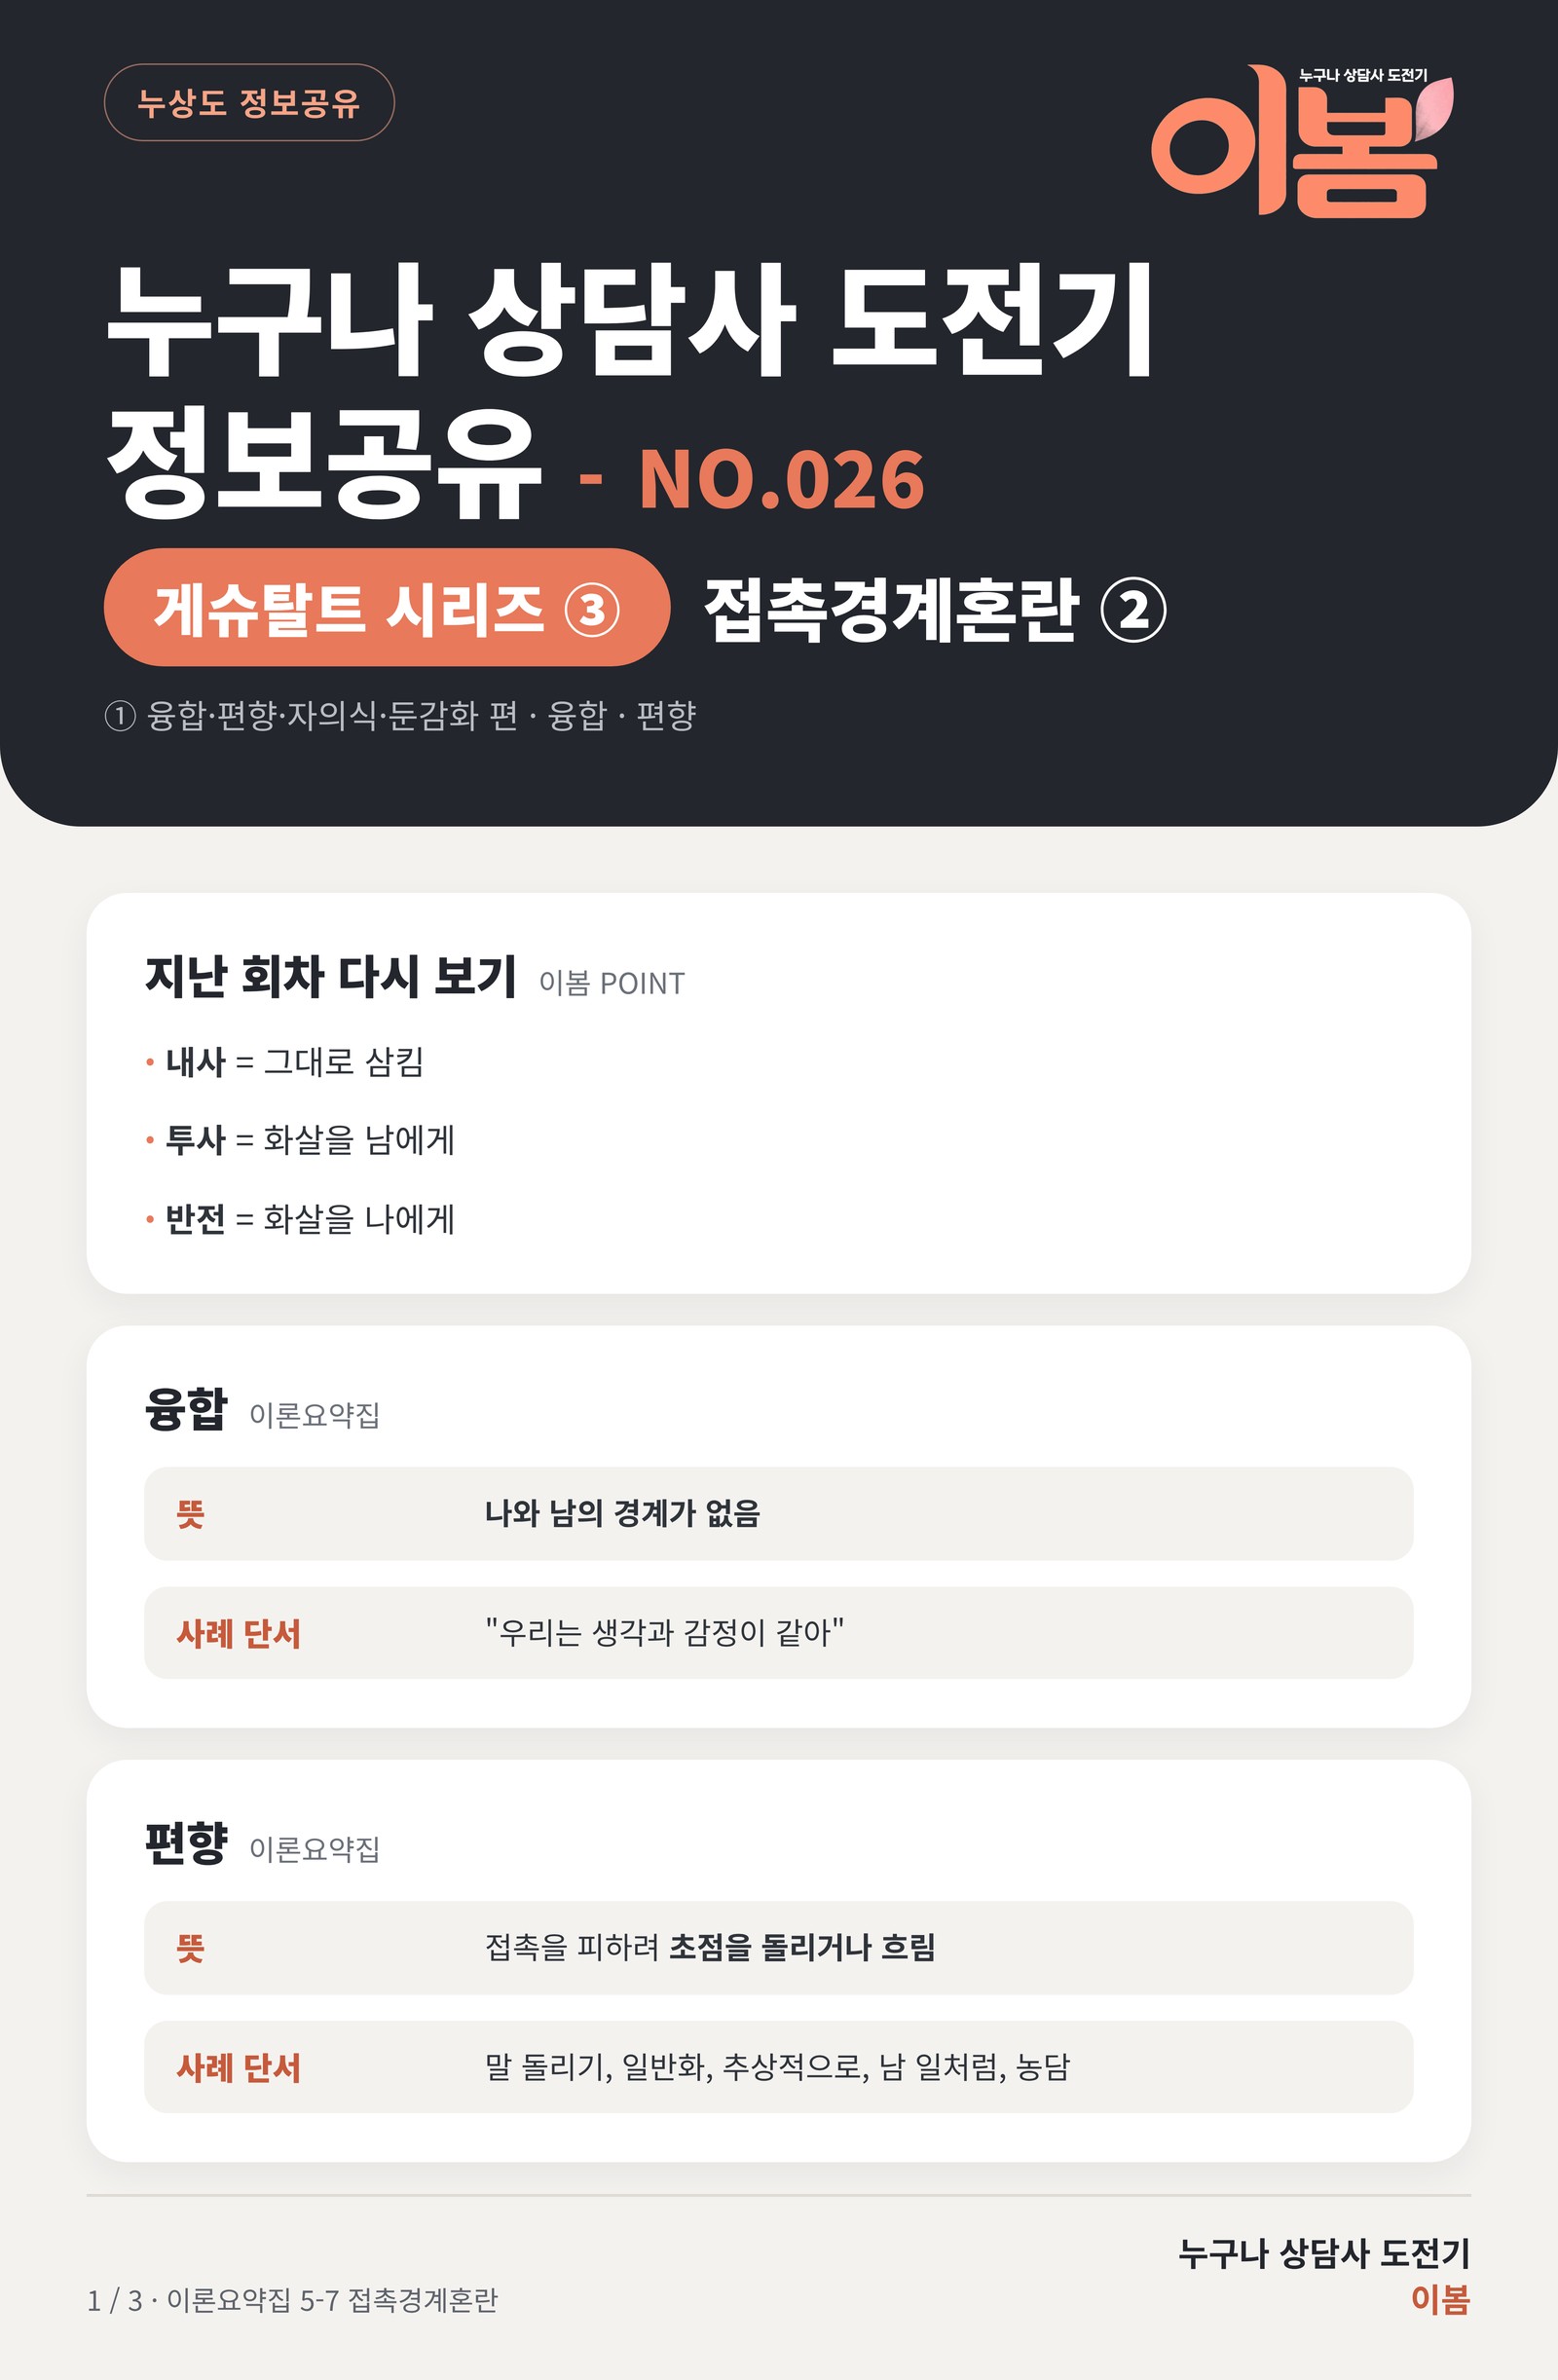 누상도 정보공유
누구나 상담사 도전기
이봄
누구나 상담사 도전기
정보공유 - NO.026
게슈탈트 시리즈 ③ 접촉경계혼란 ②
① 융합·편향·자의식·둔감화 편 · 융합 · 편향
지난 회차 다시 보기 이봄 POINT
• 내사 = 그대로 삼킴
• 투사 = 화살을 남에게
• 반전 = 화살을 나에게
융합 이론요약집
뜻 나와 남의 경계가 없음
사례 단서 "우리는 생각과 감정이 같아"
편향 이론요약집
뜻 접촉을 피하려 초점을 돌리거나 흐림
사례 단서 말 돌리기, 일반화, 추상적으로, 남 일처럼, 농담
누구나 상담사 도전기
1 / 3 · 이론요약집 5-7 접촉경계혼란
이봄